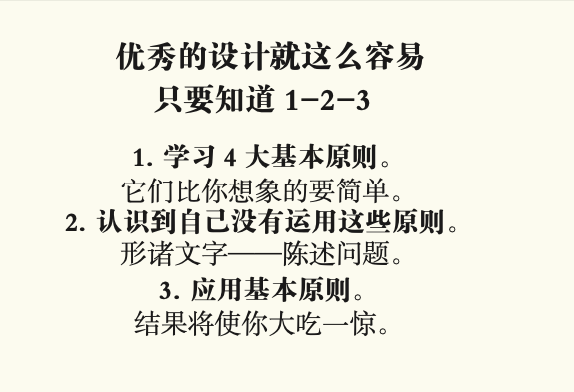 优秀的设计就这么容易
只要知道 1-2-3
1. 学习 4 大基本原则。
它们比你想象的要简单。
2. 认识到自己没有运用这些原则。
形诸文字——陈述问题。
3. 应用基本原则。
结果将使你大吃一惊。